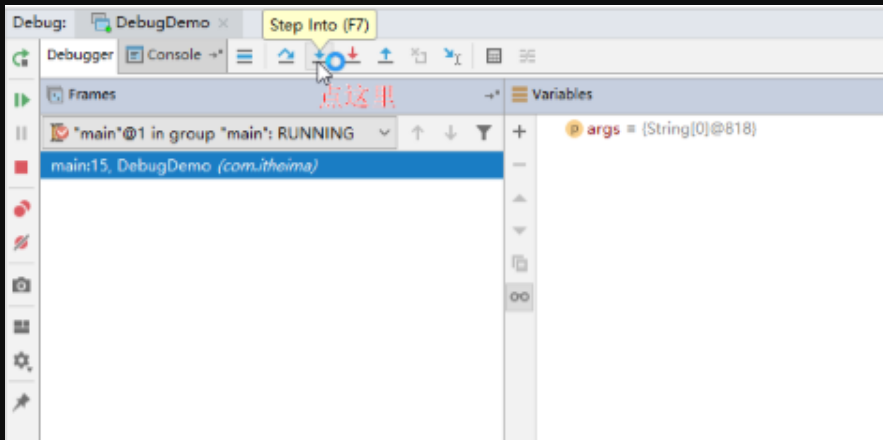 Debug: DebugDemo
Step Into (F7)
Debugger Console
点这里
Frames
Variables
"main"@1 in group "main": RUNNING
args = {String[0]@818}
main:15, DebugDemo (com.itheima)